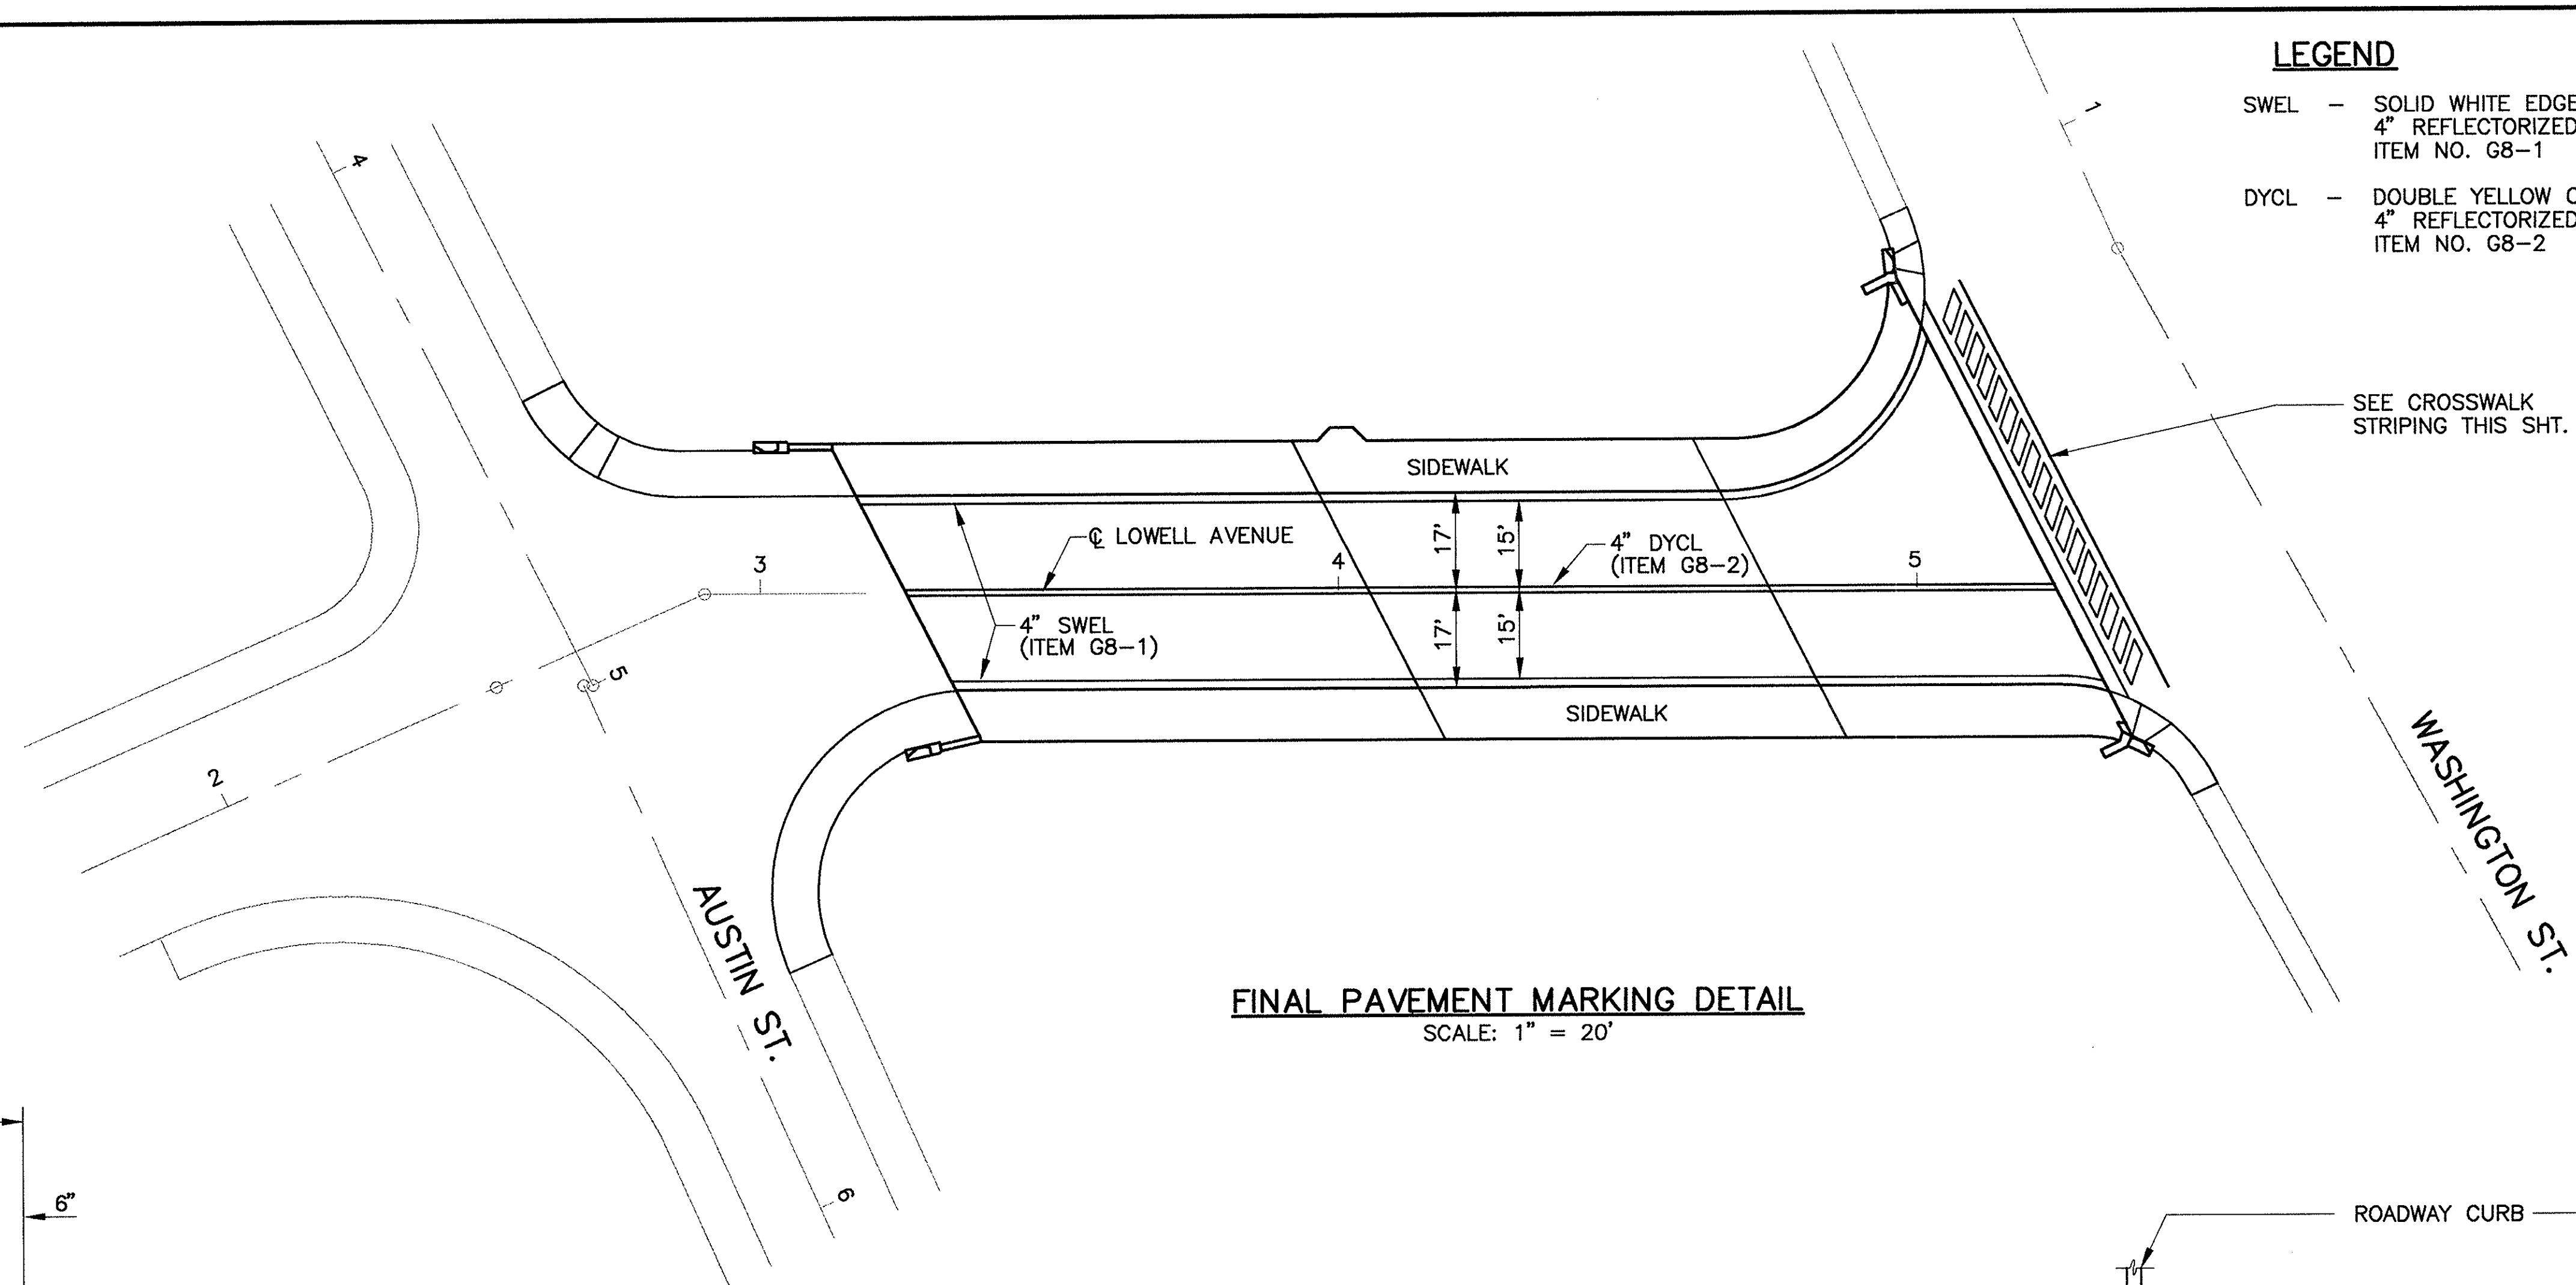 LEGEND
SWEL – SOLID WHITE EDGE
4" REFLECTORIZED
ITEM NO. G8-1
DYCL – DOUBLE YELLOW C
4" REFLECTORIZED
ITEM NO. G8-2
1
4
SEE CROSSWALK
STRIPING THIS SHT.
SIDEWALK
℄ LOWELL AVENUE
17'
15'
4" DYCL
(ITEM G8-2)
3
4
5
4" SWEL
(ITEM G8-1)
17'
15'
5
SIDEWALK
2
WASHINGTON ST.
AUSTIN ST.
FINAL PAVEMENT MARKING DETAIL
SCALE: 1" = 20'
6
6"
ROADWAY CURB